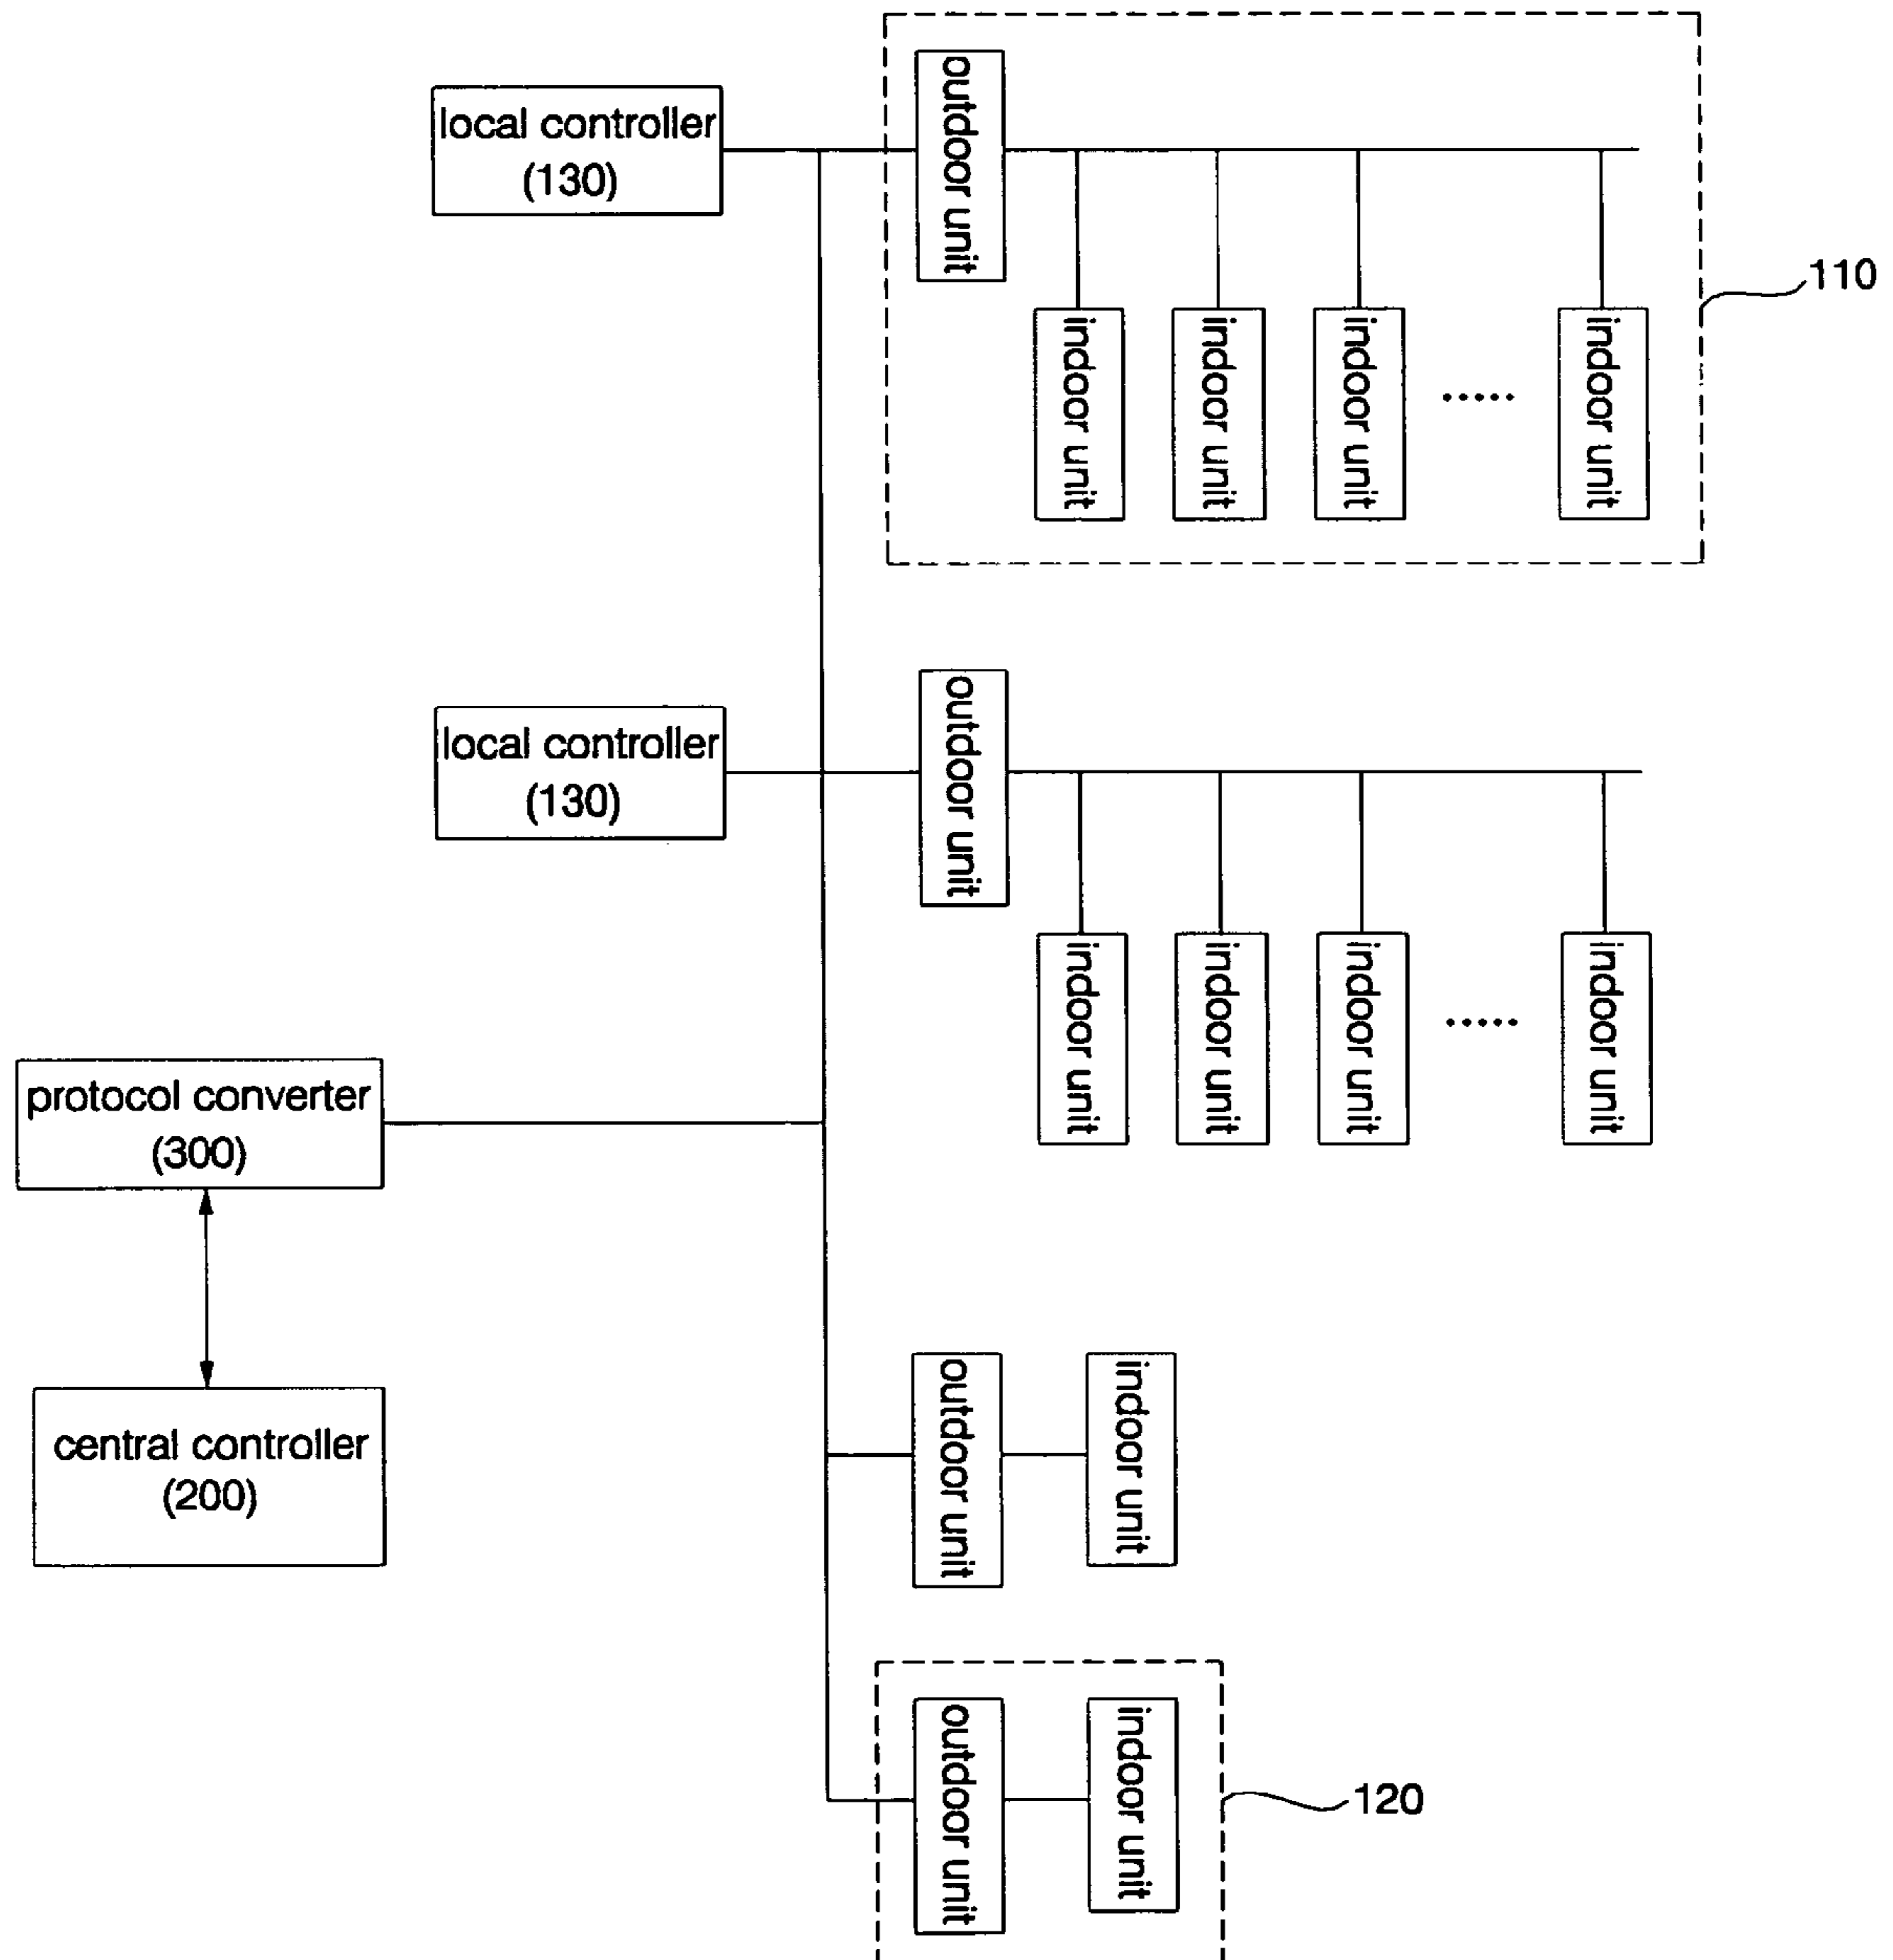 outdoor unit
local controller
(130)
110
indoor unit
indoor unit
indoor unit
.....
indoor unit
outdoor unit
local controller
(130)
indoor unit
indoor unit
indoor unit
.....
indoor unit
protocol converter
(300)
central controller
(200)
outdoor unit
indoor unit
outdoor unit
indoor unit
120